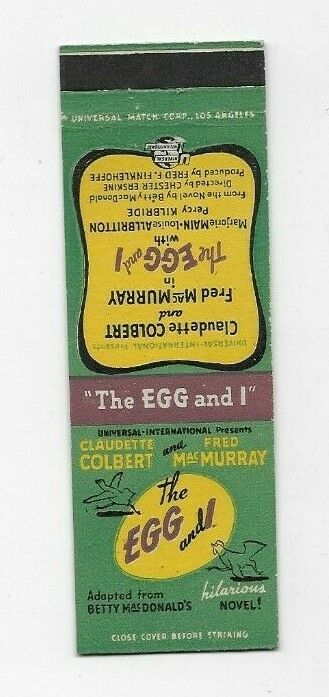 UNIVERSAL MATCH CORP., LOS ANGELES
UNIVERSAL-INTERNATIONAL Presents
Claudette COLBERT
and
Fred MacMURRAY
in
The EGG and I
with
Marjorie MAIN - Louise ALLBRITTON
Percy KILBRIDE
From the Novel by Betty MacDonald
Directed by CHESTER ERSKINE
Produced by FRED F. FINKLEHOFFE
"The EGG and I"
UNIVERSAL-INTERNATIONAL Presents
CLAUDETTE COLBERT and FRED MacMURRAY
the
EGG
and I
Adapted from
BETTY MacDONALD'S
hilarious
NOVEL!
CLOSE COVER BEFORE STRIKING